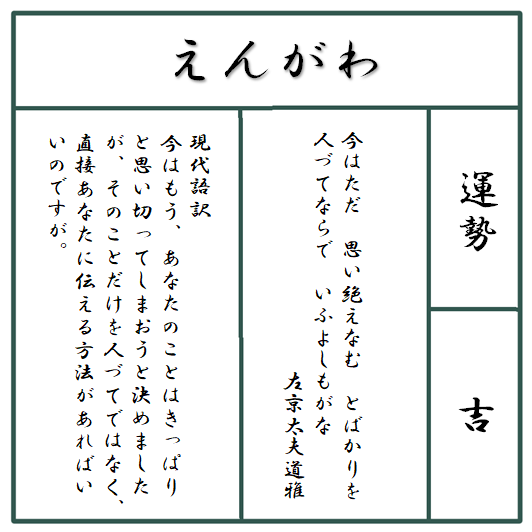 えんがわ
運勢
吉
今はただ　思い絶えなむ　とばかりを
人づてならで　いふよしもがな
左京太夫道雅
現代語訳
今はもう、あなたのことはきっぱり
と思い切ってしまおうと決めました
が、そのことだけを人づてではなく、
直接あなたに伝える方法があればい
いのですが。